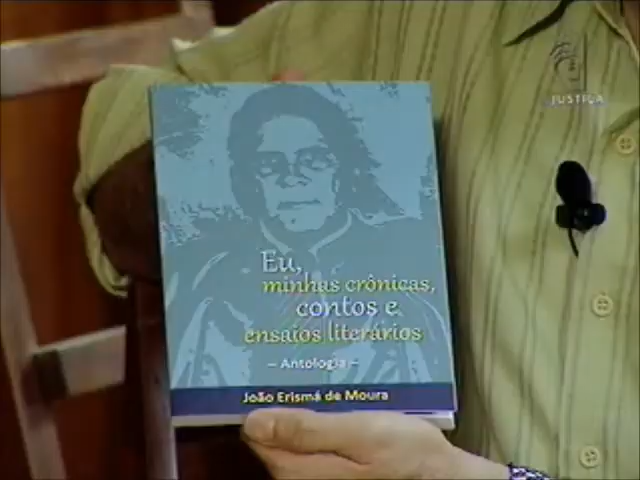 JUSTIÇA
Eu,
minhas crônicas,
contos e
ensaios literários
– Antologia –
João Erismá de Moura